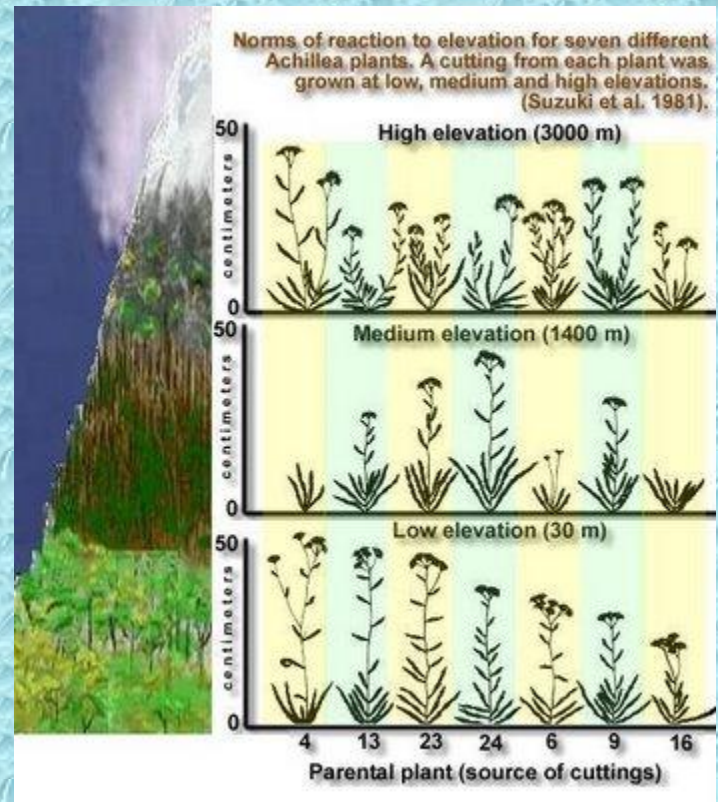 Norms of reaction to elevation for seven different
Achillea plants. A cutting from each plant was
grown at low, medium and high elevations.
(Suzuki et al. 1981).
High elevation (3000 m)
50
centimeters
0
Medium elevation (1400 m)
50
centimeters
0
Low elevation (30 m)
50
centimeters
0
4 13 23 24 6 9 16
Parental plant (source of cuttings)